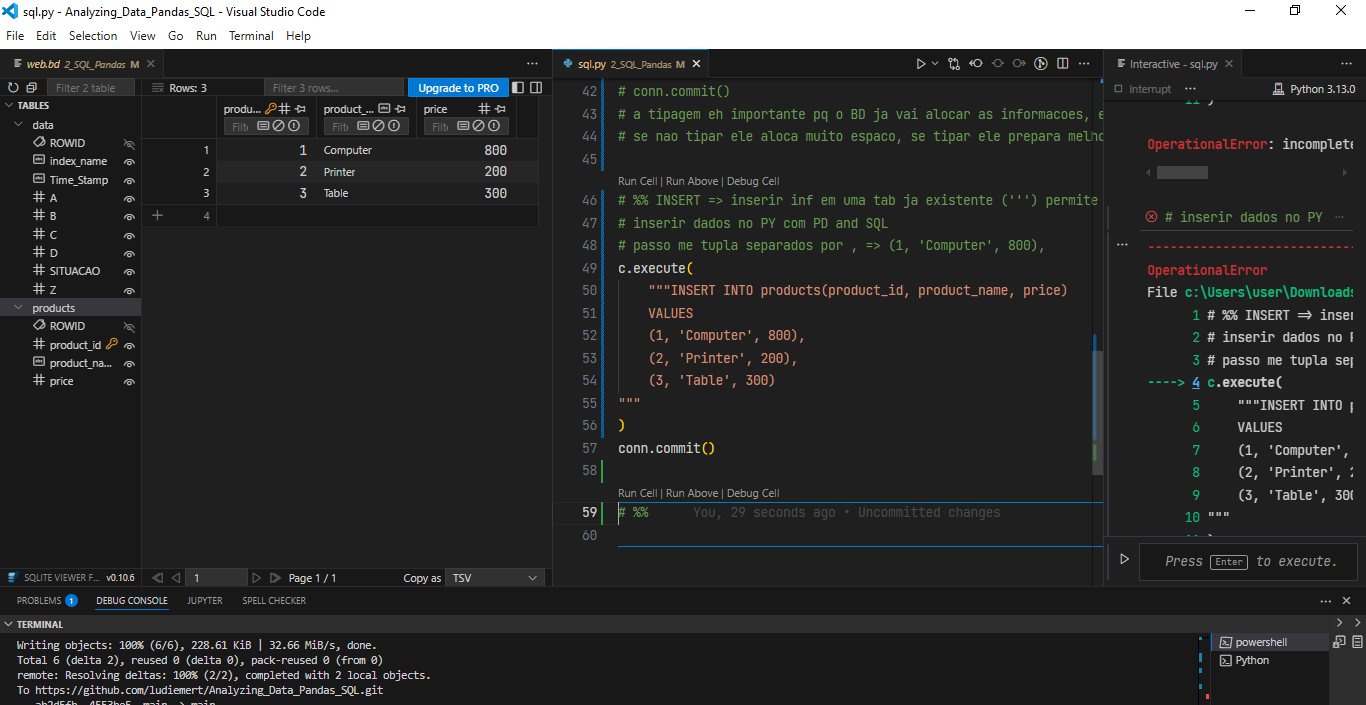 sql.py - Analyzing_Data_Pandas_SQL - Visual Studio Code
File Edit Selection View Go Run Terminal Help
web.bd 2_SQL_Pandas M
Filter 2 table
Rows: 3
Filter 3 rows...
Upgrade to PRO
TABLES
data
ROWID
index_name
Time_Stamp
A
B
C
D
SITUACAO
Z
products
ROWID
product_id
product_na...
price
produ... product_... price
Filt Filt Filt
1 1 Computer 800
2 2 Printer 200
3 3 Table 300
4
SQLITE VIEWER F... v0.10.6
1
Page 1 / 1
Copy as TSV
sql.py 2_SQL_Pandas M
42 # conn.commit()
43 # a tipagem eh importante pq o BD ja vai alocar as informacoes, e
44 # se nao tipar ele aloca muito espaco, se tipar ele prepara melho
45
Run Cell | Run Above | Debug Cell
46 # %% INSERT => inserir inf em uma tab ja existente (''') permite
47 # inserir dados no PY com PD and SQL
48 # passo me tupla separados por , => (1, 'Computer', 800),
49 c.execute(
50 """INSERT INTO products(product_id, product_name, price)
51 VALUES
52 (1, 'Computer', 800),
53 (2, 'Printer', 200),
54 (3, 'Table', 300)
55 """
56 )
57 conn.commit()
58
Run Cell | Run Above | Debug Cell
59 # %% You, 29 seconds ago • Uncommitted changes
60
Interactive - sql.py
Interrupt ... Python 3.13.0
11 )
OperationalError: incomplete
# inserir dados no PY ...
OperationalError
File c:\Users\user\Downloads
1 # %% INSERT => inser
2 # inserir dados no P
3 # passo me tupla sep
----> 4 c.execute(
5 """INSERT INTO p
6 VALUES
7 (1, 'Computer',
8 (2, 'Printer', 2
9 (3, 'Table', 300
10 """
Press Enter to execute.
PROBLEMS 1 DEBUG CONSOLE JUPYTER SPELL CHECKER
TERMINAL
Writing objects: 100% (6/6), 228.61 KiB | 32.66 MiB/s, done.
Total 6 (delta 2), reused 0 (delta 0), pack-reused 0 (from 0)
remote: Resolving deltas: 100% (2/2), completed with 2 local objects.
To https://github.com/ludiemert/Analyzing_Data_Pandas_SQL.git
main -> main
powershell
Python